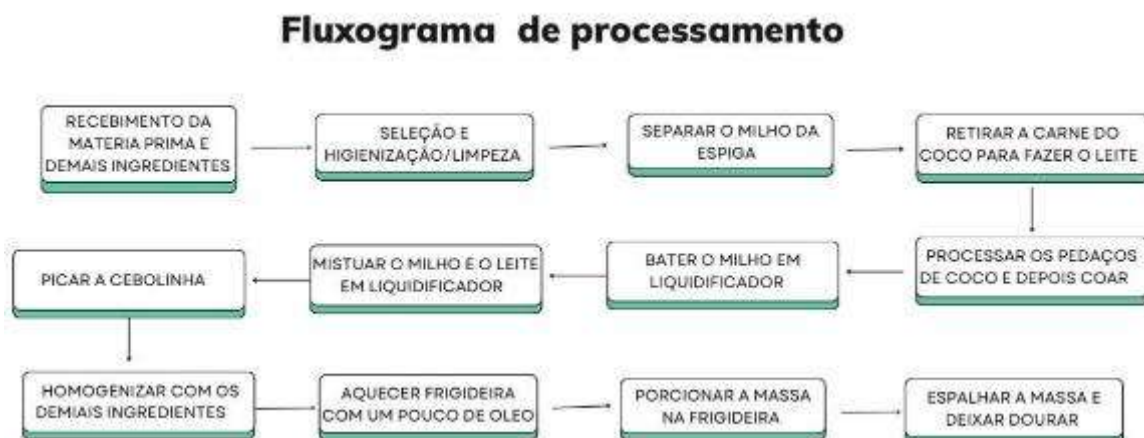 Fluxograma de processamento
RECEBIMENTO DA
MATERIA PRIMA E
DEMAIS INGREDIENTES
SELEÇÃO E
HIGIENIZAÇÃO/LIMPEZA
SEPARAR O MILHO DA
ESPIGA
RETIRAR A CARNE DO
COCO PARA FAZER O LEITE
PROCESSAR OS PEDAÇOS
DE COCO E DEPOIS COAR
BATER O MILHO EM
LIQUIDIFICADOR
MISTUAR O MILHO E O LEITE
EM LIQUIDIFICADOR
PICAR A CEBOLINHA
HOMOGENIZAR COM OS
DEMIAIS INGREDIENTES
AQUECER FRIGIDEIRA
COM UM POUCO DE OLEO
PORCIONAR A MASSA
NA FRIGIDEIRA
ESPALHAR A MASSA E
DEIXAR DOURAR